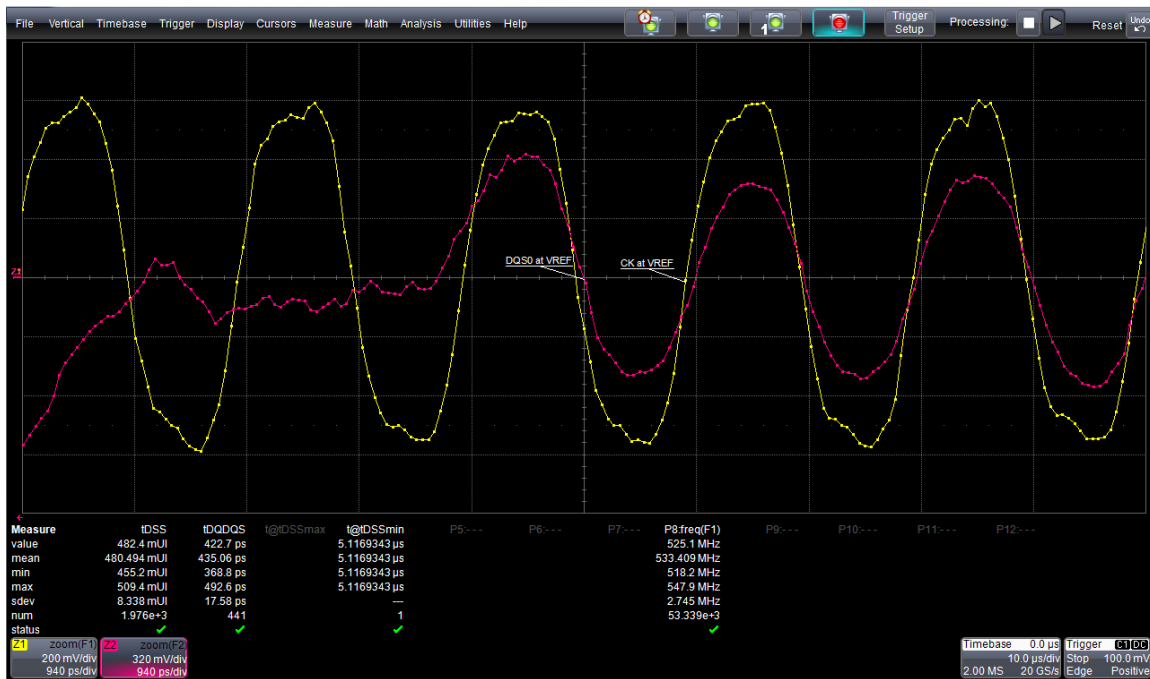 File Vertical Timebase Trigger Display Cursors Measure Math Analysis Utilities Help 1 Trigger Setup Processing: Reset Undo
Z1
DQS0 at VREF
CK at VREF
Measure tDSS tDQDQS t@tDSSmax t@tDSSmin P5:- - - P6:- - - P7:- - - P8:freq(F1) P9:- - - P10:- - - P11:- - - P12:- - -
value 482.4 mUI 422.7 ps 5.1169343 µs 525.1 MHz
mean 480.494 mUI 435.06 ps 5.1169343 µs 533.409 MHz
min 455.2 mUI 368.8 ps 5.1169343 µs 518.2 MHz
max 509.4 mUI 492.6 ps 5.1169343 µs 547.9 MHz
sdev 8.338 mUI 17.58 ps --- 2.745 MHz
num 1.976e+3 441 1 53.339e+3
status
Z1 zoom(F1)
200 mV/div
940 ps/div
Z2 zoom(F2)
320 mV/div
940 ps/div
Timebase 0.0 µs
10.0 µs/div
2.00 MS 20 GS/s
Trigger C1 DC
Stop 100.0 mV
Edge Positive